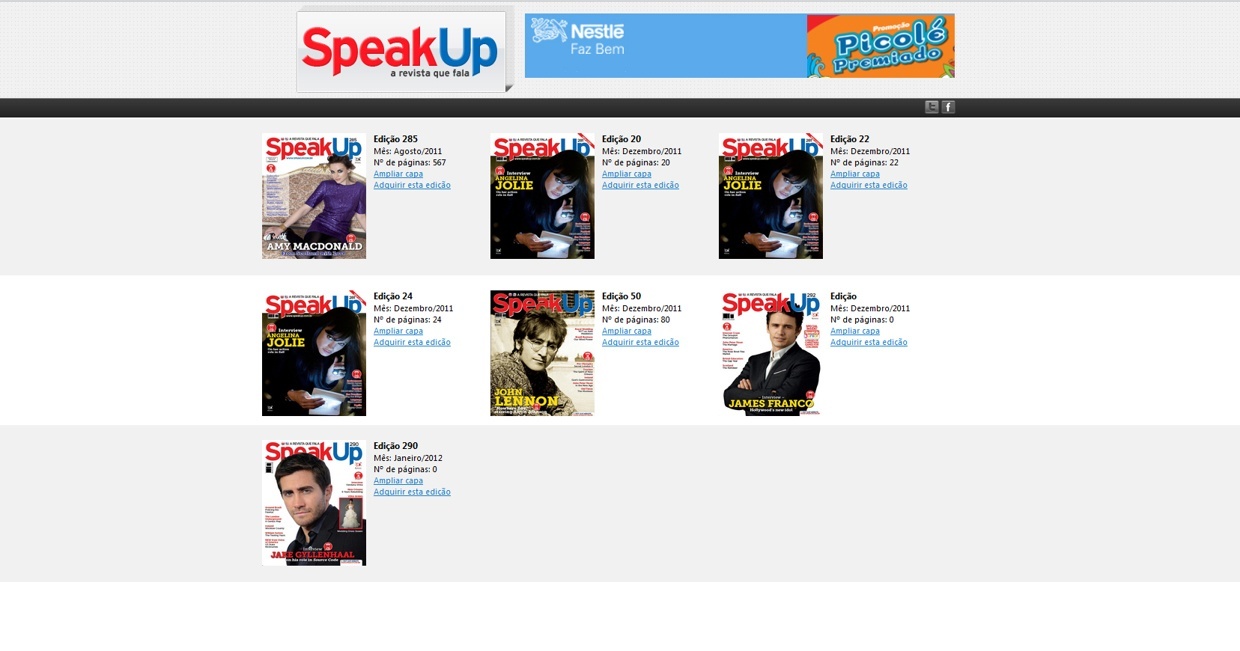 SpeakUp
a revista que fala
Nestlé
Faz Bem
Promoção
Picolé
Premiado
Edição 285
Mês: Agosto/2011
Nº de páginas: 567
Ampliar capa
Adquirir esta edição
SpeakUp
AMY MACDONALD
Edição 20
Mês: Dezembro/2011
Nº de páginas: 20
Ampliar capa
Adquirir esta edição
SpeakUp
Interview
ANGELINA
JOLIE
Edição 22
Mês: Dezembro/2011
Nº de páginas: 22
Ampliar capa
Adquirir esta edição
SpeakUp
Interview
ANGELINA
JOLIE
Edição 24
Mês: Dezembro/2011
Nº de páginas: 24
Ampliar capa
Adquirir esta edição
SpeakUp
Interview
ANGELINA
JOLIE
Edição 50
Mês: Dezembro/2011
Nº de páginas: 80
Ampliar capa
Adquirir esta edição
SpeakUp
JOHN
LENNON
Edição
Mês: Dezembro/2011
Nº de páginas: 0
Ampliar capa
Adquirir esta edição
SpeakUp
292
Interview
JAMES FRANCO
Hollywood's new idol
Edição 290
Mês: Janeiro/2012
Nº de páginas: 0
Ampliar capa
Adquirir esta edição
SpeakUp
290
Interview
JAKE GYLLENHAAL
on his role in Source Code